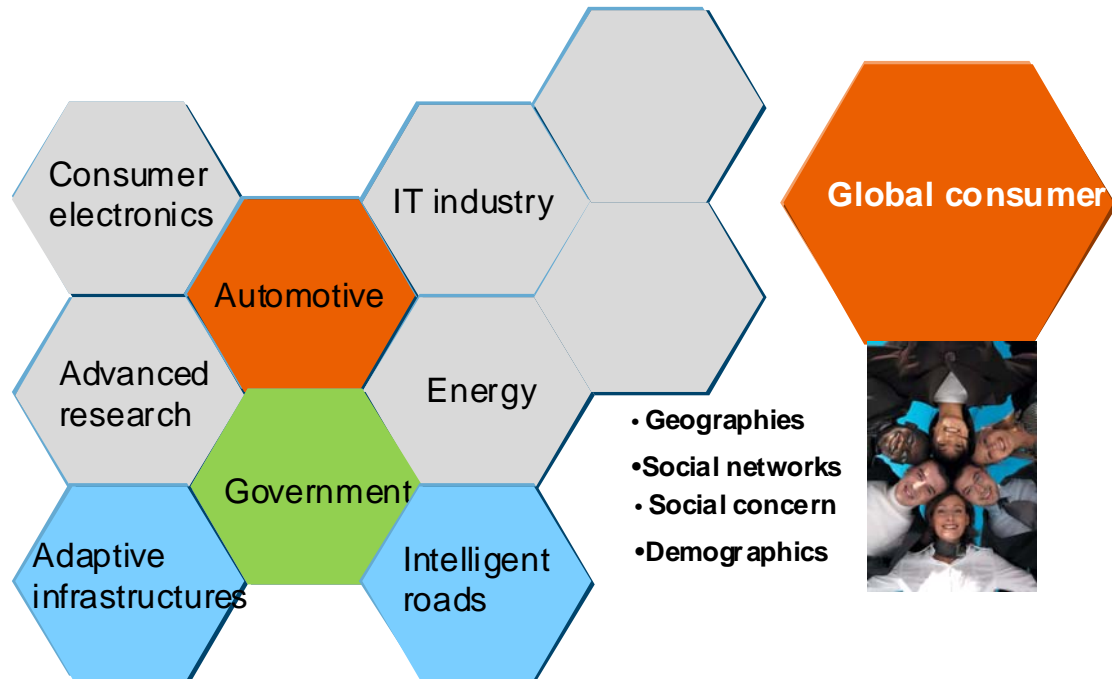 Consumer
electronics
IT industry
Global consumer
Automotive
Advanced
research
Energy
• Geographies
•Social networks
• Social concern
•Demographics
Government
Adaptive
infrastructures
Intelligent
roads